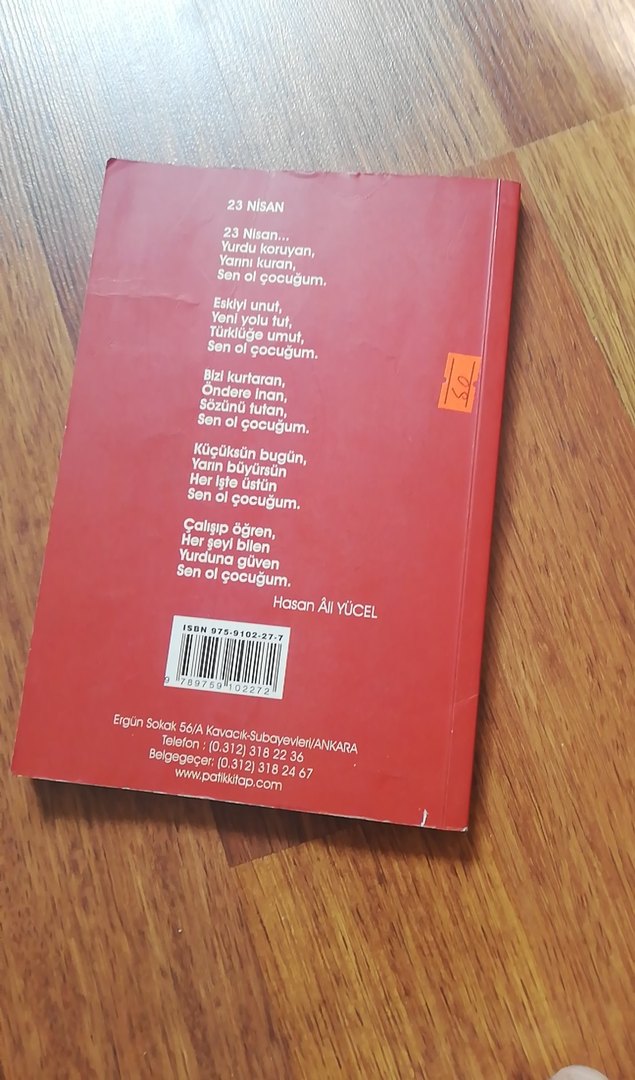 23 NİSAN
23 Nisan...
Yurdu koruyan,
Yarını kuran,
Sen ol çocuğum.
Eskiyi unut,
Yeni yolu tut,
Türklüğe umut,
Sen ol çocuğum.
Bizi kurtaran,
Öndere inan,
Sözünü tutan,
Sen ol çocuğum.
Küçüksün bugün,
Yarın büyürsün
Her işte üstün
Sen ol çocuğum.
Çalışıp öğren,
Her şeyi bilen
Yurduna güven
Sen ol çocuğum.
Hasan Âli YÜCEL
ISBN 975-9102-27-7
9 789759 102272
Ergün Sokak 56/A Kavacık-Subayevleri/ANKARA
Telefon : (0.312) 318 22 36
Belgegeçer: (0.312) 318 24 67
www.patikkitap.com
50